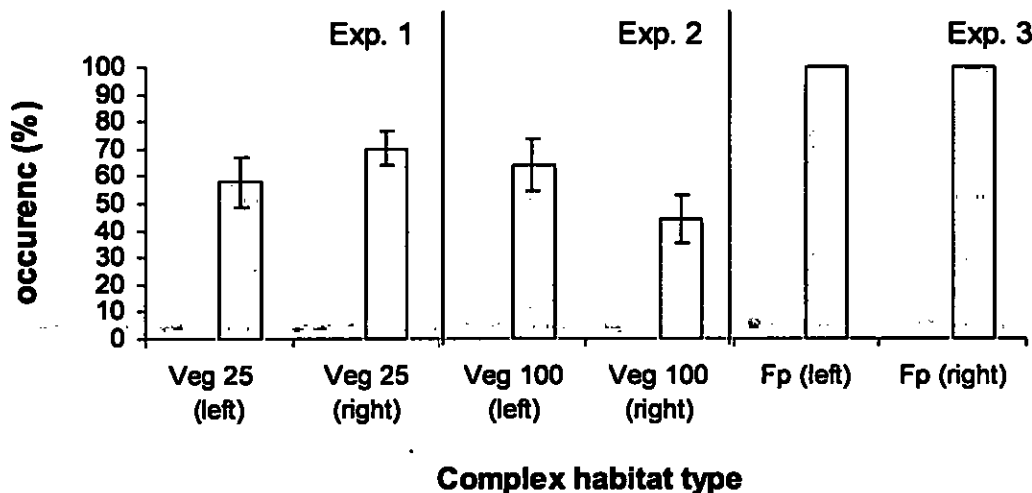 Exp. 1
Exp. 2
Exp. 3
occurenc (%)
100
90
80
70
60
50
40
30
20
10
0
Veg 25 (left)
Veg 25 (right)
Veg 100 (left)
Veg 100 (right)
Fp (left)
Fp (right)
Complex habitat type